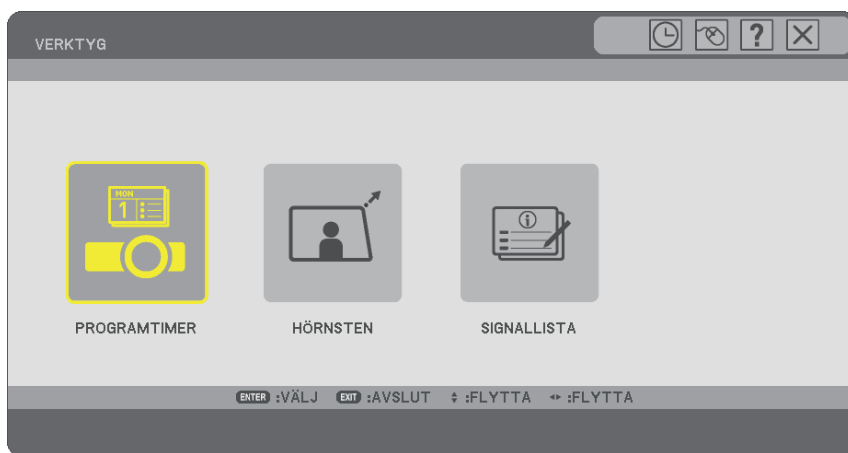 VERKTYG
?
MON
1
PROGRAMTIMER HÖRNSTEN SIGNALLISTA
ENTER :VÄLJ EXIT :AVSLUT :FLYTTA :FLYTTA